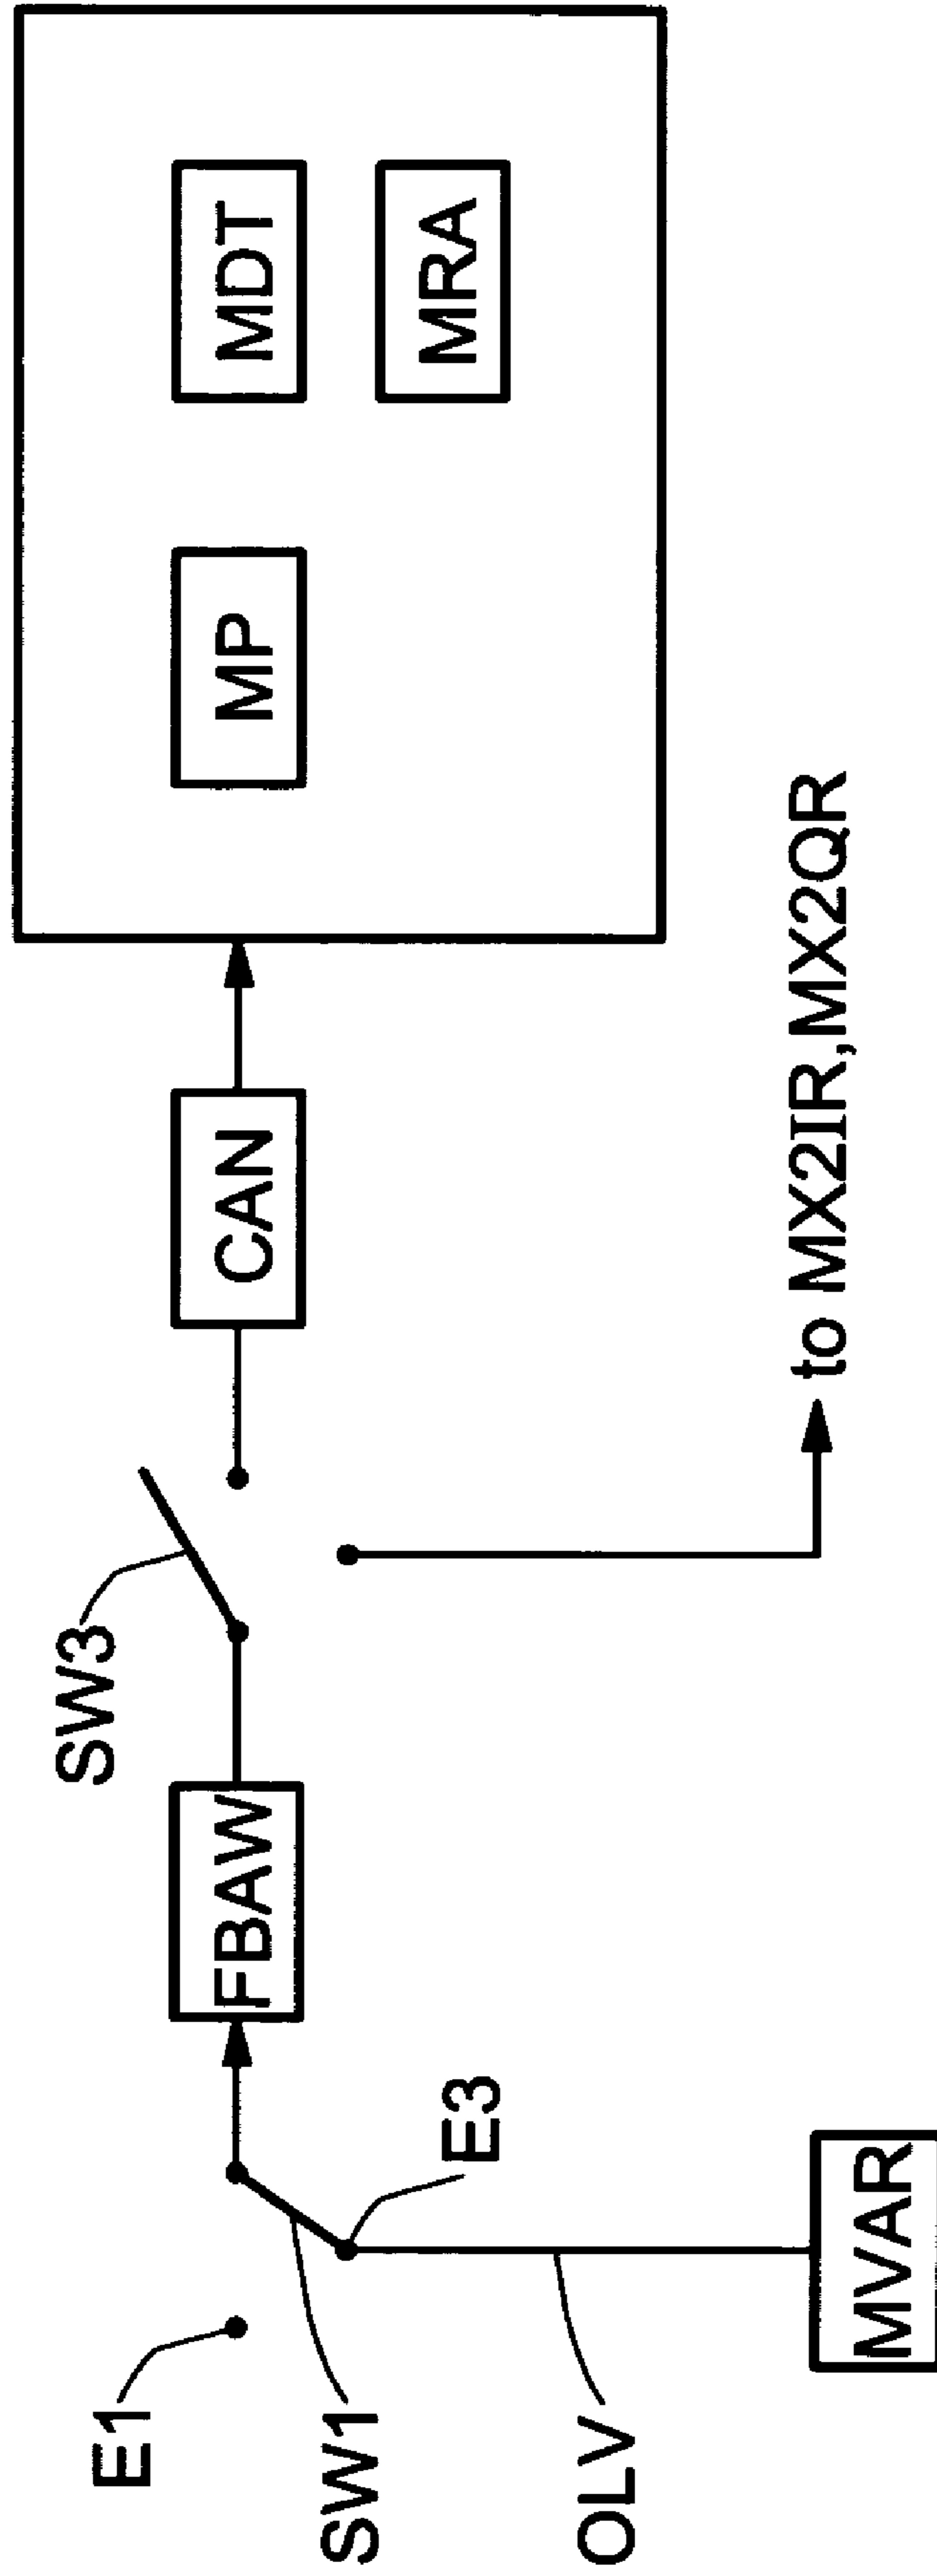 E1
SW1
OLV
MVAR
E3
FBAW
SW3
CAN
to MX2IR,MX2QR
MP
MDT
MRA